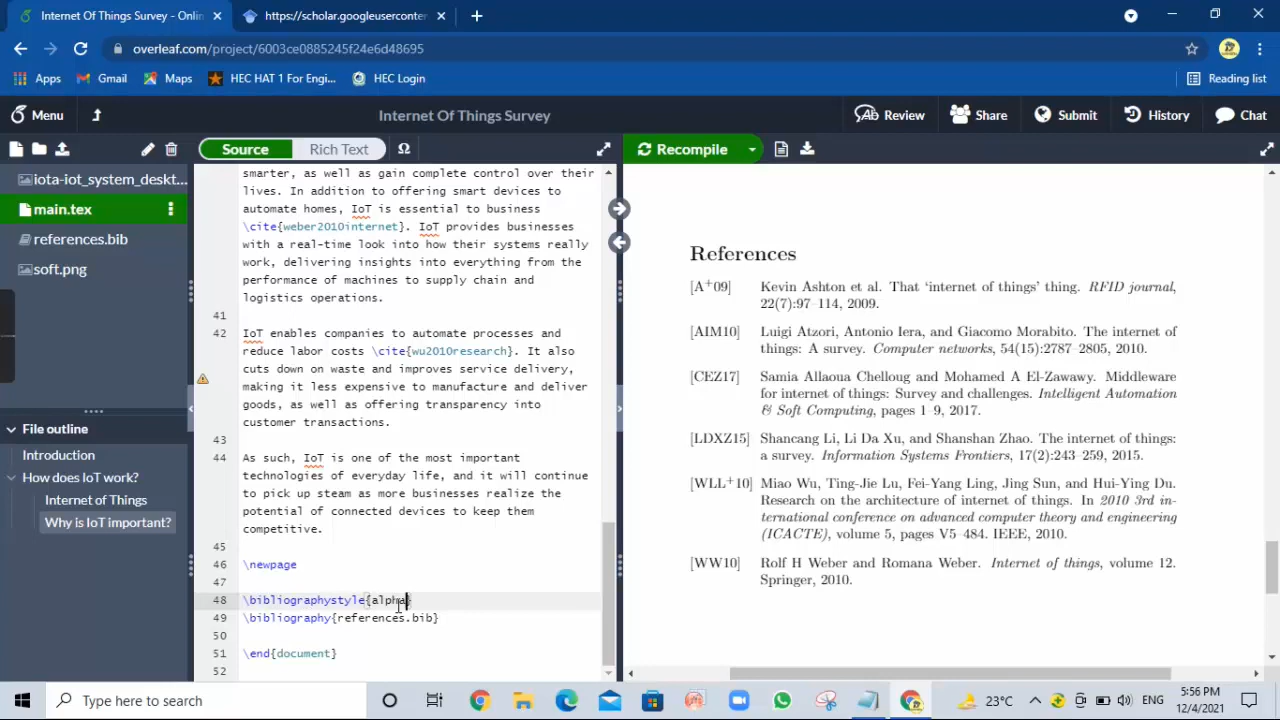 Internet Of Things Survey - Onli
https://scholar.googleuserconter
overleaf.com/project/6003ce0885245f24e6d48695
Apps
Gmail
Maps
HEC HAT 1 For Engi...
HEC Login
Reading list
Menu
Internet Of Things Survey
Review
Share
Submit
History
Chat
Source
Rich Text
Ω
Recompile
iota-iot_system_deskt...
main.tex
references.bib
soft.png
File outline
Introduction
How does IoT work?
Internet of Things
Why is IoT important?
smarter, as well as gain complete control over their
lives. In addition to offering smart devices to
automate homes, IoT is essential to business
\cite{weber2010internet}. IoT provides businesses
with a real-time look into how their systems really
work, delivering insights into everything from the
performance of machines to supply chain and
logistics operations.
41
42 IoT enables companies to automate processes and
reduce labor costs \cite{wu2010research}. It also
cuts down on waste and improves service delivery,
making it less expensive to manufacture and deliver
goods, as well as offering transparency into
customer transactions.
43
44 As such, IoT is one of the most important
technologies of everyday life, and it will continue
to pick up steam as more businesses realize the
potential of connected devices to keep them
competitive.
45
46 \newpage
47
48 \bibliographystyle{alpha}
49 \bibliography{references.bib}
50
51 \end{document}
52
References
[A+09] Kevin Ashton et al. That ‘internet of things’ thing. RFID journal,
22(7):97–114, 2009.
[AIM10] Luigi Atzori, Antonio Iera, and Giacomo Morabito. The internet of
things: A survey. Computer networks, 54(15):2787–2805, 2010.
[CEZ17] Samia Allaoua Chelloug and Mohamed A El-Zawawy. Middleware
for internet of things: Survey and challenges. Intelligent Automation
& Soft Computing, pages 1–9, 2017.
[LDXZ15] Shancang Li, Li Da Xu, and Shanshan Zhao. The internet of things:
a survey. Information Systems Frontiers, 17(2):243–259, 2015.
[WLL+10] Miao Wu, Ting-Jie Lu, Fei-Yang Ling, Jing Sun, and Hui-Ying Du.
Research on the architecture of internet of things. In 2010 3rd in-
ternational conference on advanced computer theory and engineering
(ICACTE), volume 5, pages V5–484. IEEE, 2010.
[WW10] Rolf H Weber and Romana Weber. Internet of things, volume 12.
Springer, 2010.
Type here to search
23°C
ENG
5:56 PM
12/4/2021